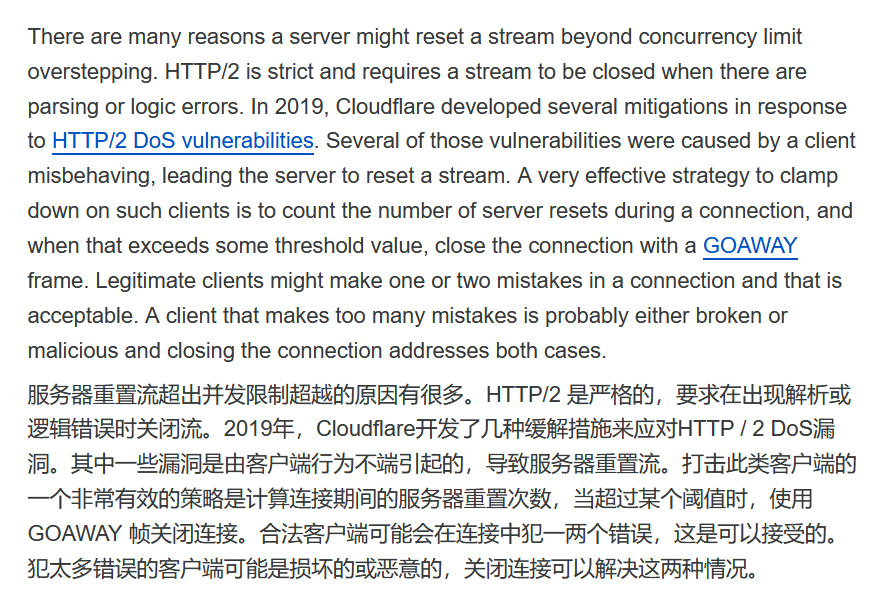 There are many reasons a server might reset a stream beyond concurrency limit
overstepping. HTTP/2 is strict and requires a stream to be closed when there are
parsing or logic errors. In 2019, Cloudflare developed several mitigations in response
to HTTP/2 DoS vulnerabilities. Several of those vulnerabilities were caused by a client
misbehaving, leading the server to reset a stream. A very effective strategy to clamp
down on such clients is to count the number of server resets during a connection, and
when that exceeds some threshold value, close the connection with a GOAWAY
frame. Legitimate clients might make one or two mistakes in a connection and that is
acceptable. A client that makes too many mistakes is probably either broken or
malicious and closing the connection addresses both cases.
服务器重置流超出并发限制超越的原因有很多。HTTP/2 是严格的，要求在出现解析或
逻辑错误时关闭流。2019年，Cloudflare开发了几种缓解措施来应对HTTP / 2 DoS漏
洞。其中一些漏洞是由客户端行为不端引起的，导致服务器重置流。打击此类客户端的
一个非常有效的策略是计算连接期间的服务器重置次数，当超过某个阈值时，使用
GOAWAY 帧关闭连接。合法客户端可能会在连接中犯一两个错误，这是可以接受的。
犯太多错误的客户端可能是损坏的或恶意的，关闭连接可以解决这两种情况。